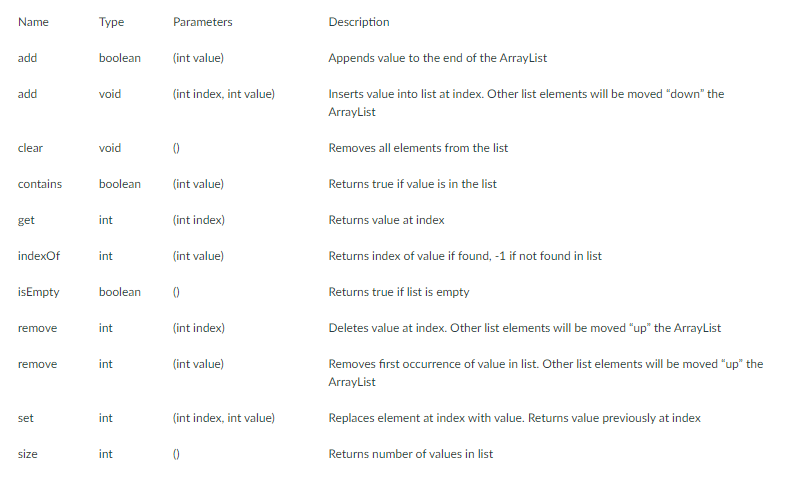 Name Type Parameters Description
add boolean (int value) Appends value to the end of the ArrayList
add void (int index, int value) Inserts value into list at index. Other list elements will be moved “down” the
ArrayList
clear void () Removes all elements from the list
contains boolean (int value) Returns true if value is in the list
get int (int index) Returns value at index
indexOf int (int value) Returns index of value if found, -1 if not found in list
isEmpty boolean () Returns true if list is empty
remove int (int index) Deletes value at index. Other list elements will be moved “up” the ArrayList
remove int (int value) Removes first occurrence of value in list. Other list elements will be moved “up” the
ArrayList
set int (int index, int value) Replaces element at index with value. Returns value previously at index
size int () Returns number of values in list